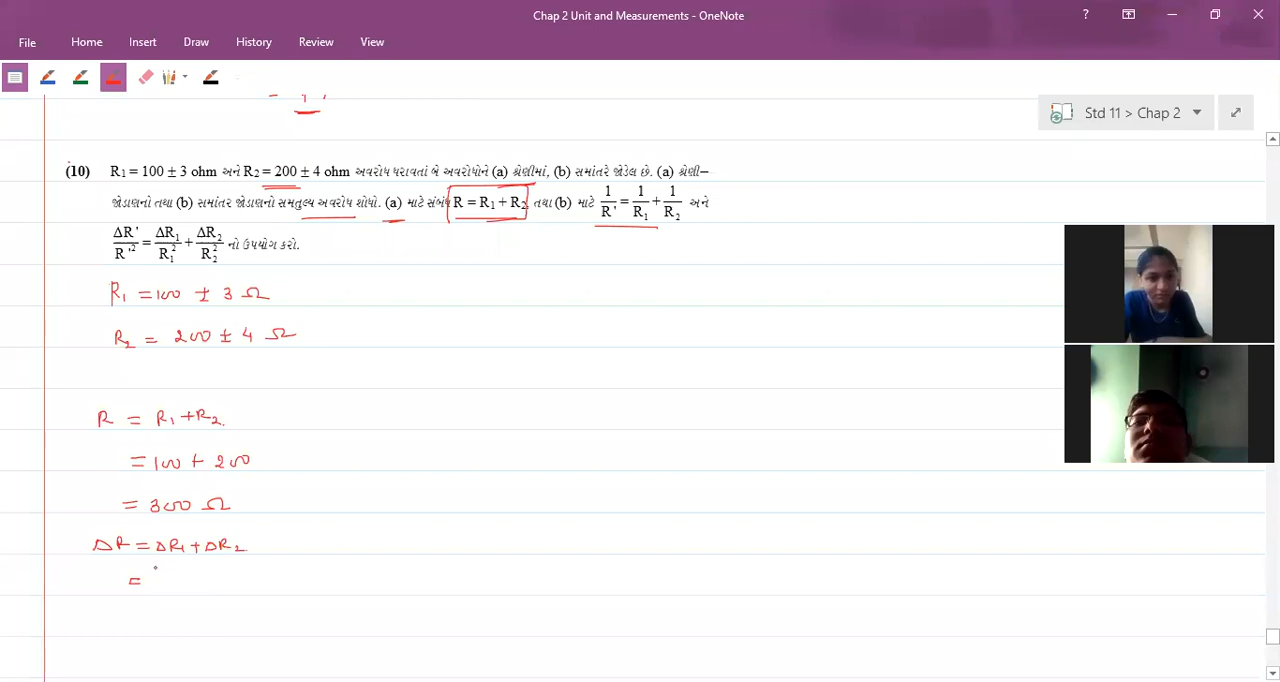 Chap 2 Unit and Measurements - OneNote
File Home Insert Draw History Review View
Std 11 > Chap 2
(10) R₁ = 100 ± 3 ohm અને R₂ = 200 ± 4 ohm અવરોધ ધરાવતાં બે અવરોધોને (a) શ્રેણીમાં, (b) સમાંતરે જોડેલ છે. (a) શ્રેણી–
જોડાણનો તથા (b) સમાંતર જોડાણનો સમતુલ્ય અવરોધ શોધો. (a) માટે સંબંધ R = R₁ + R₂, તથા (b) માટે 1/R' = 1/R₁ + 1/R₂ અને
ΔR'/R'² = ΔR₁/R₁² + ΔR₂/R₂² નો ઉપયોગ કરો.
R₁ = 100 ± 3 Ω
R₂ = 200 ± 4 Ω
R = R₁ + R₂
= 100 + 200
= 300 Ω
ΔR = ΔR₁ + ΔR₂
=